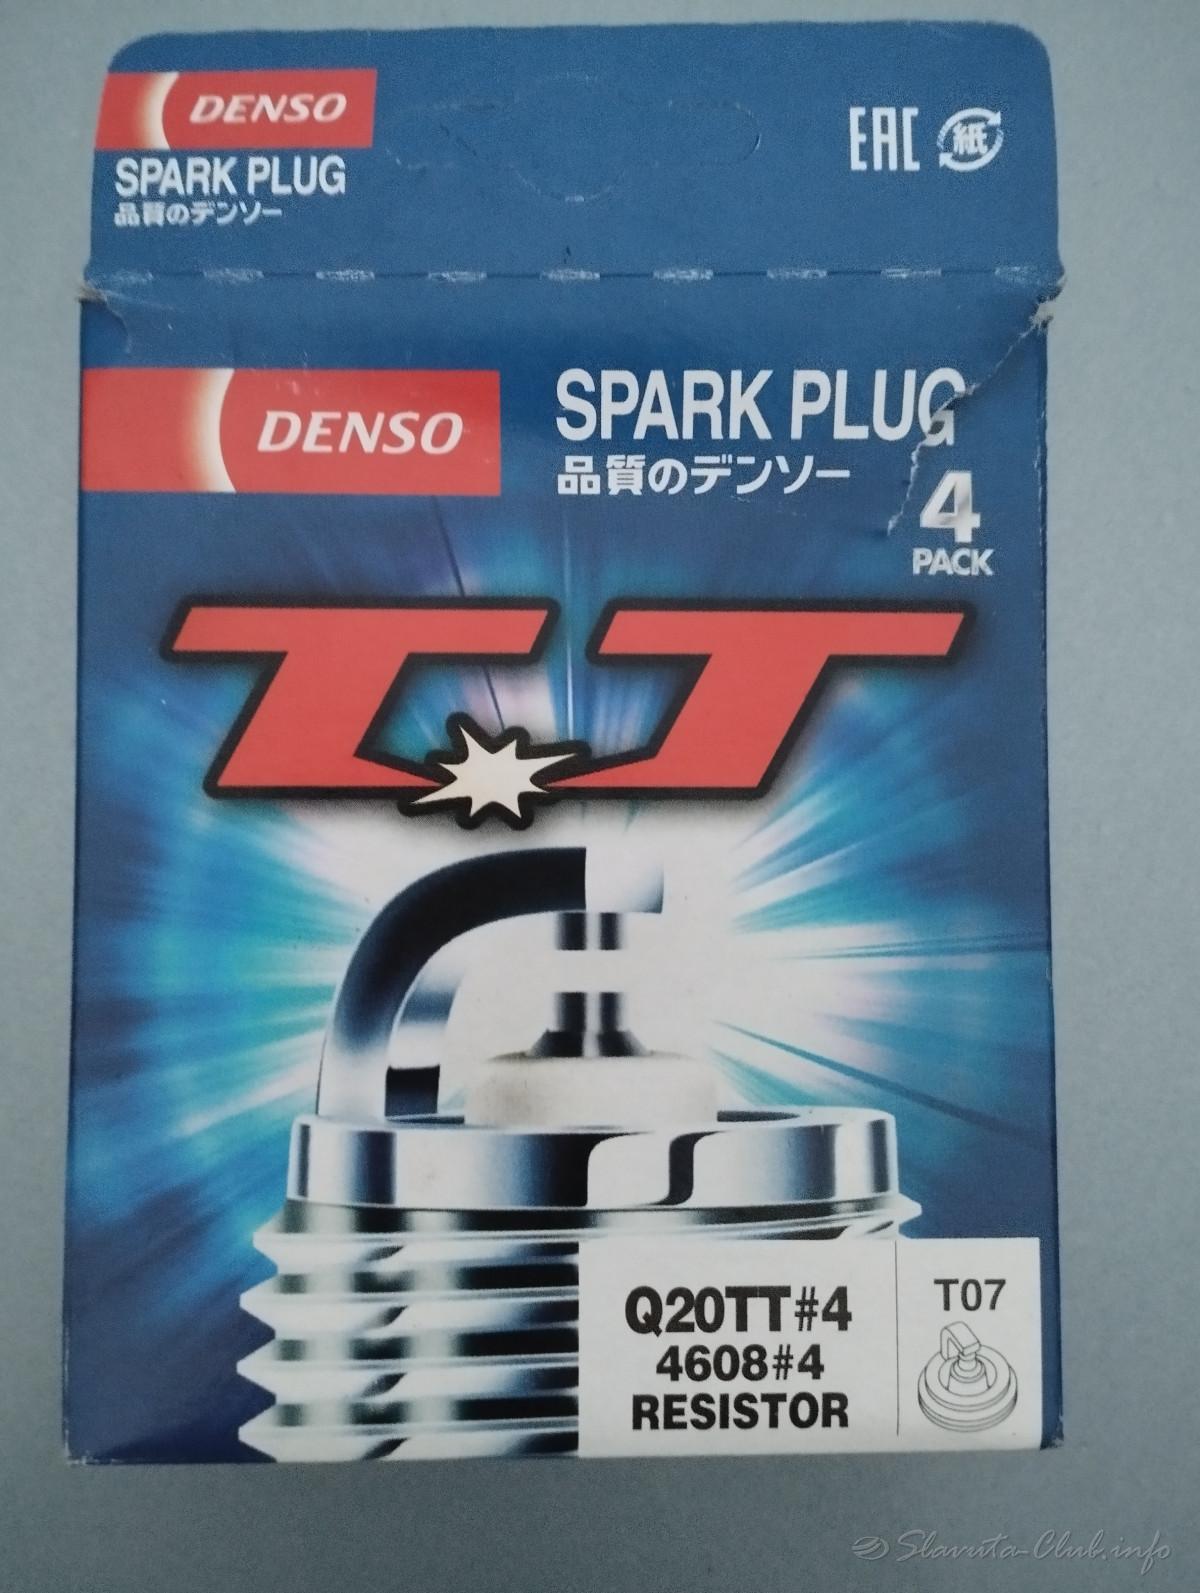 DENSO
SPARK PLUG
品質のデンソー
EAC
紙
DENSO
SPARK PLUG
品質のデンソー
4
PACK
TT
Q20TT#4
4608#4
RESISTOR
T07
Slavuta-Club.info